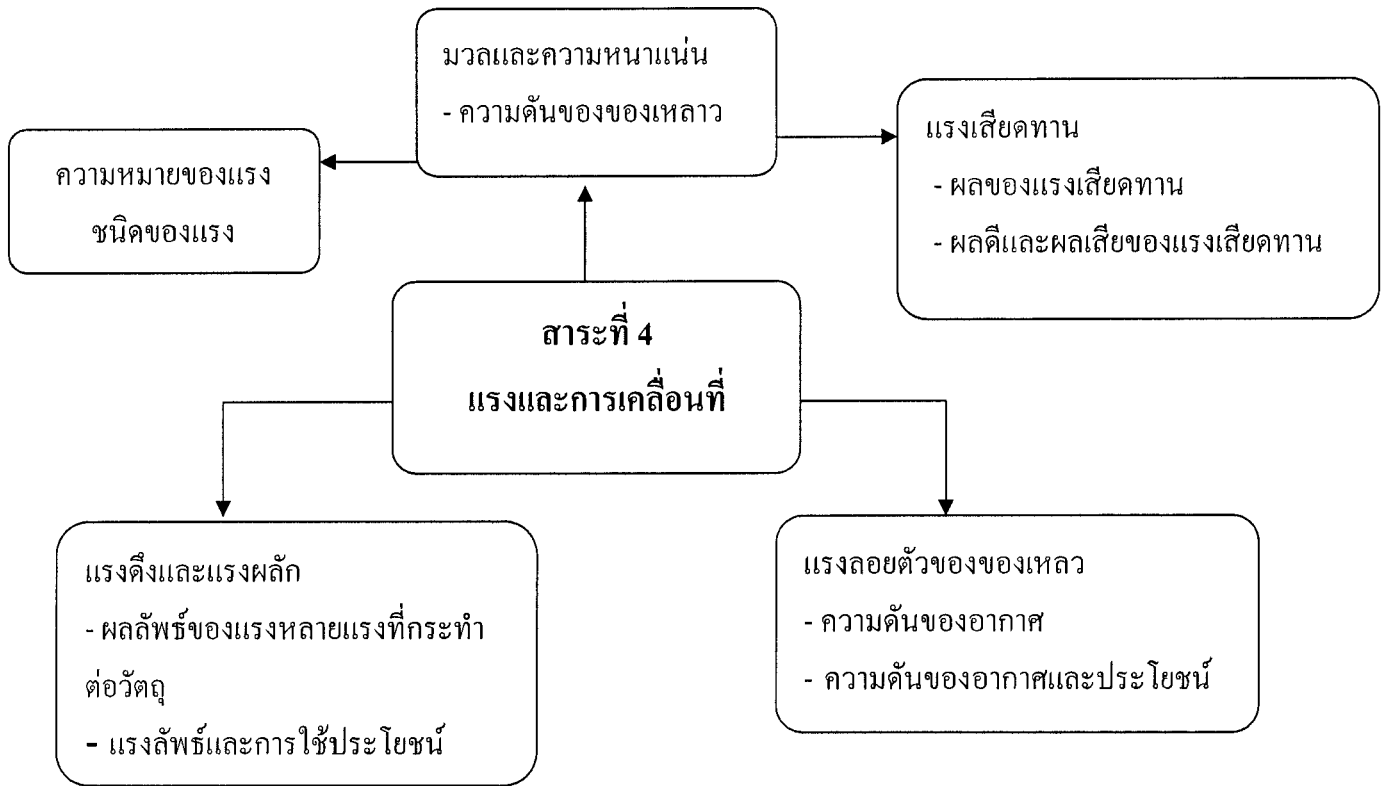 มวลและความหนาแน่น
- ความดันของของเหลาว
แรงเสียดทาน
- ผลของแรงเสียดทาน
- ผลดีและผลเสียของแรงเสียดทาน
ความหมายของแรง
ชนิดของแรง
สาระที่ 4
แรงและการเคลื่อนที่
แรงดึงและแรงผลัก
- ผลลัพธ์ของแรงหลายแรงที่กระทำ
ต่อวัตถุ
- แรงลัพธ์และการใช้ประโยชน์
แรงลอยตัวของของเหลว
- ความดันของอากาศ
- ความดันของอากาศและประโยชน์